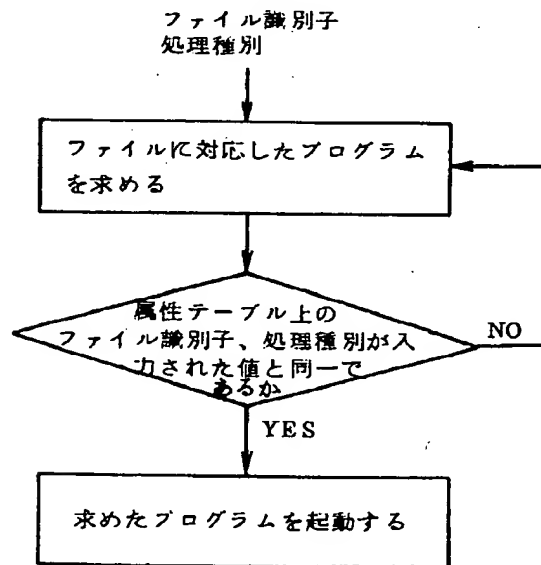 ファイル識別子
処理種別
ファイルに対応したプログラム
を求める
属性テーブル上の
ファイル識別子、処理種別が入
力された値と同一で
あるか
NO
YES
求めたプログラムを起動する